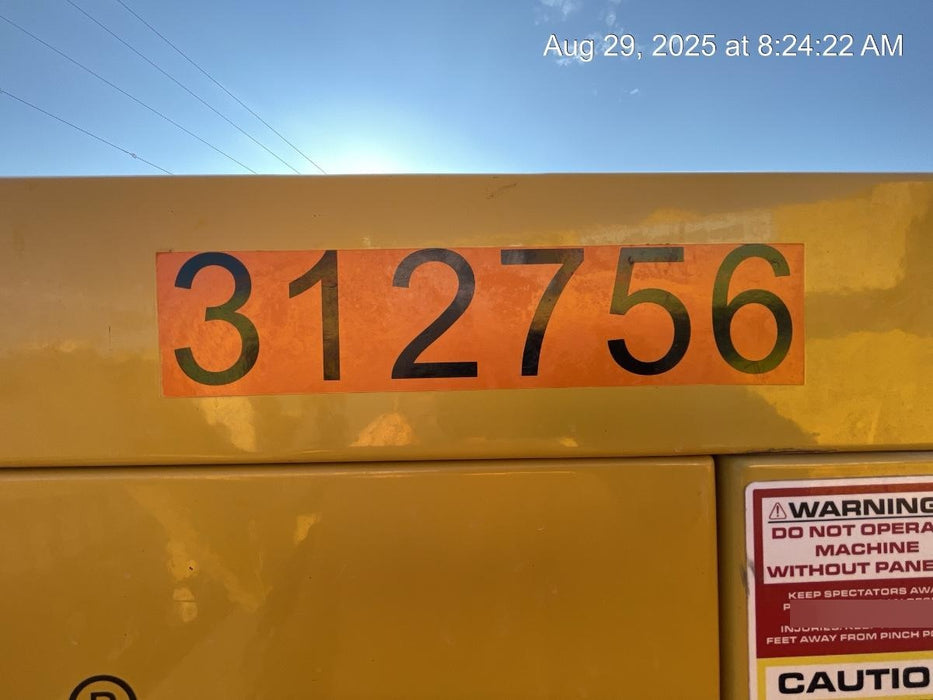 Aug 29, 2025 at 8:24:22 AM
312756
WARNING
DO NOT OPERA
MACHINE
WITHOUT PANE
KEEP SPECTATORS AWA
FEET AWAY FROM PINCH P
CAUTIO